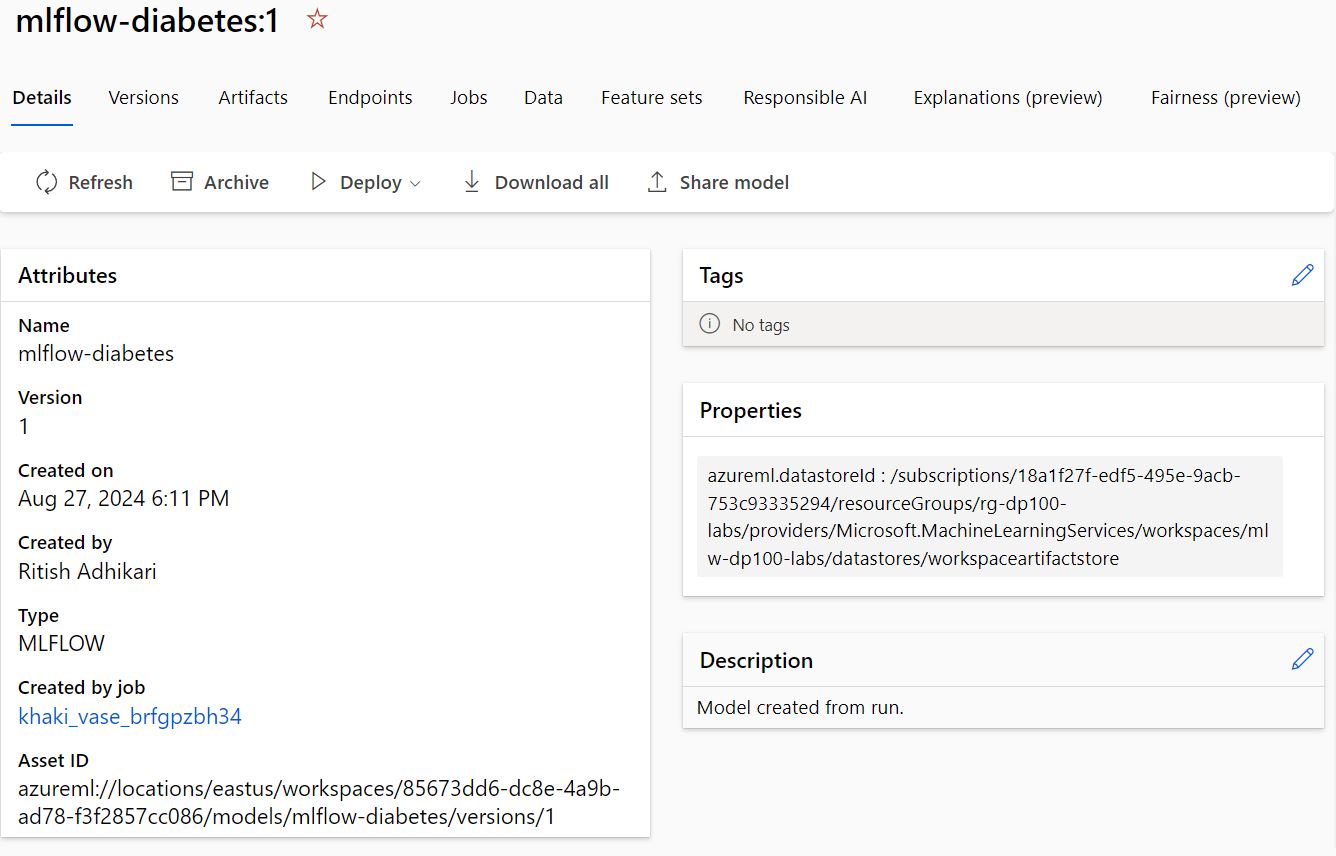 mlflow-diabetes:1
Details Versions Artifacts Endpoints Jobs Data Feature sets Responsible AI Explanations (preview) Fairness (preview)
Refresh Archive Deploy Download all Share model
Attributes
Name
mlflow-diabetes
Version
1
Created on
Aug 27, 2024 6:11 PM
Created by
Ritish Adhikari
Type
MLFLOW
Created by job
khaki_vase_brfgpzbh34
Asset ID
azureml://locations/eastus/workspaces/85673dd6-dc8e-4a9b-
ad78-f3f2857cc086/models/mlflow-diabetes/versions/1
Tags
No tags
Properties
azureml.datastoreId : /subscriptions/18a1f27f-edf5-495e-9acb-
753c93335294/resourceGroups/rg-dp100-
labs/providers/Microsoft.MachineLearningServices/workspaces/ml
w-dp100-labs/datastores/workspaceartifactstore
Description
Model created from run.